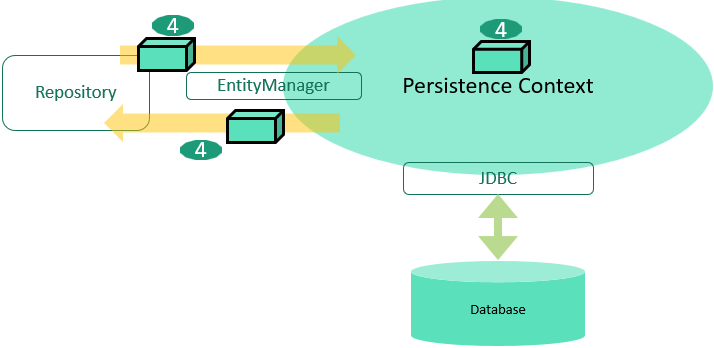 4
4
Repository
EntityManager
Persistence Context
4
JDBC
Database